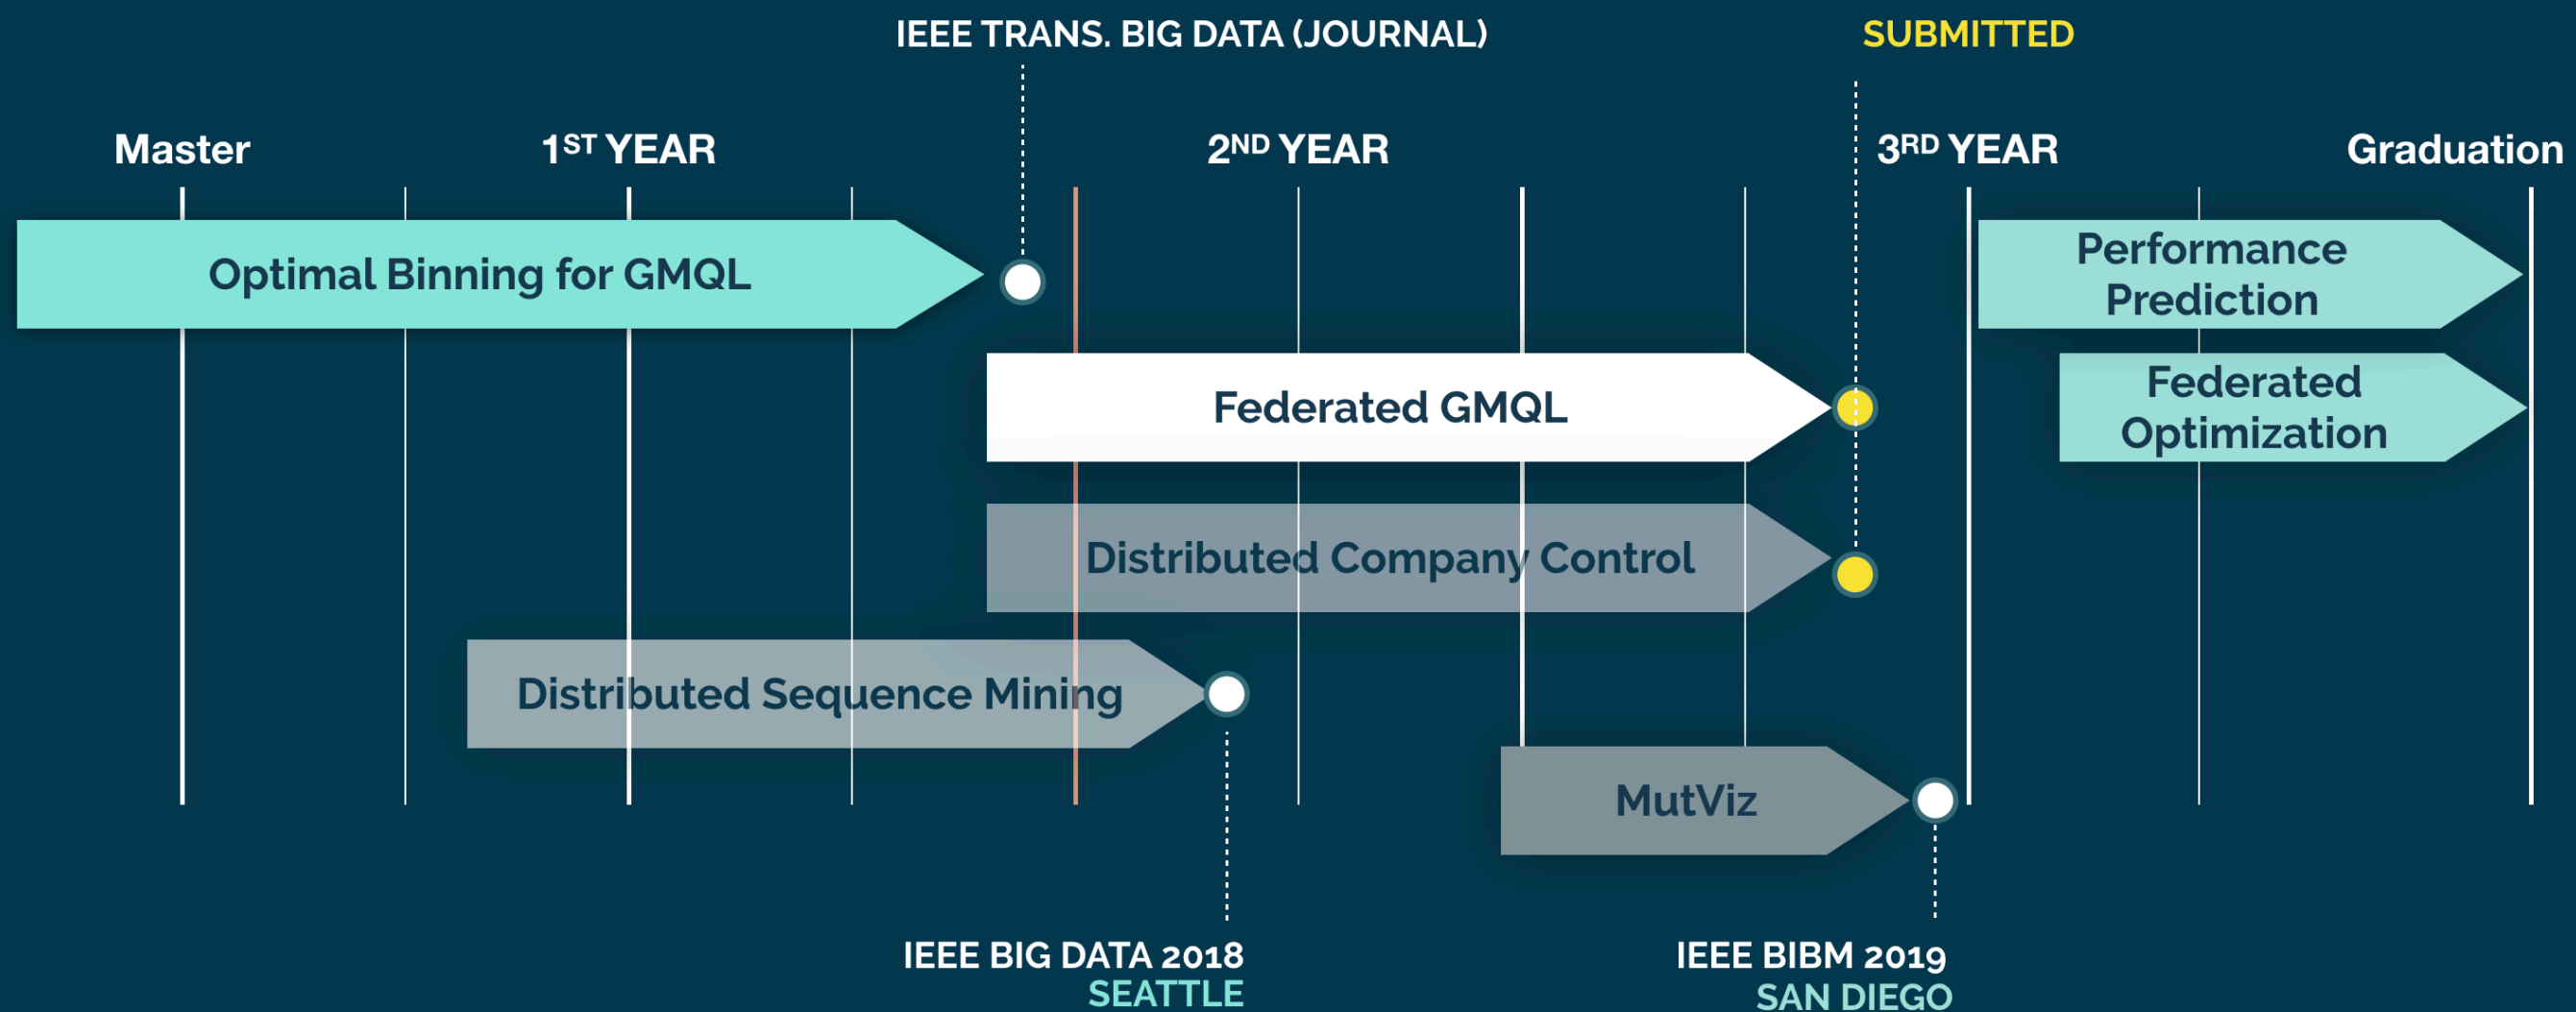 IEEE TRANS. BIG DATA (JOURNAL)
SUBMITTED
Master
1ST YEAR
2ND YEAR
3RD YEAR
Graduation
Optimal Binning for GMQL
Performance
Prediction
Federated GMQL
Federated
Optimization
Distributed Company Control
Distributed Sequence Mining
MutViz
IEEE BIG DATA 2018
SEATTLE
IEEE BIBM 2019
SAN DIEGO